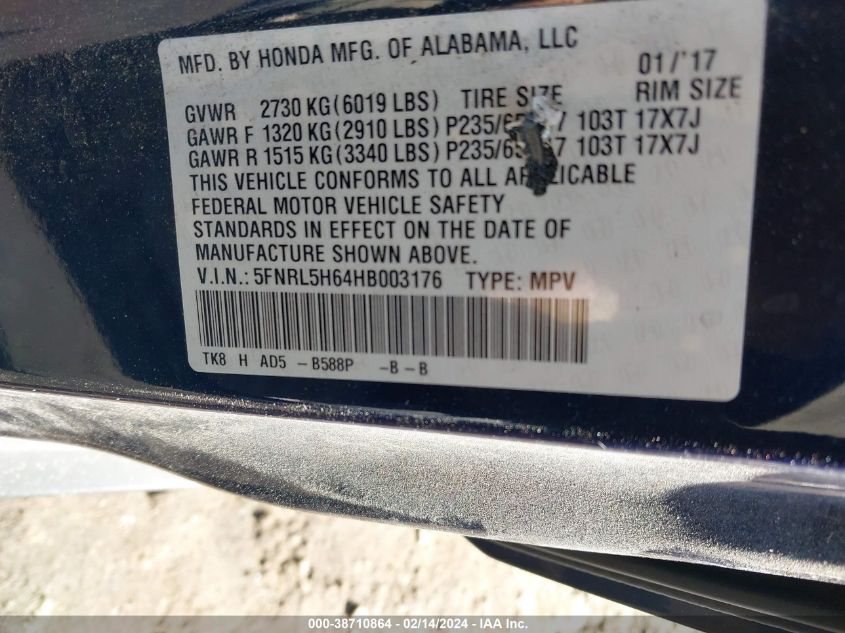 MFD. BY HONDA MFG. OF ALABAMA, LLC 01/'17
GVWR 2730 KG(6019 LBS) TIRE SIZE RIM SIZE
GAWR F 1320 KG(2910 LBS) 103T 17X7J
GAWR R 1515 KG(3340 LBS) 103T 17X7J
THIS VEHICLE CONFORMS TO ALL APPLICABLE
FEDERAL MOTOR VEHICLE SAFETY
STANDARDS IN EFFECT ON THE DATE OF
MANUFACTURE SHOWN ABOVE.
V.I.N.: 5FNRL5H64HB003176 TYPE: MPV
TK8 H AD5 -B588P -B-B
000-38710864 - 02/14/2024 - IAA Inc.